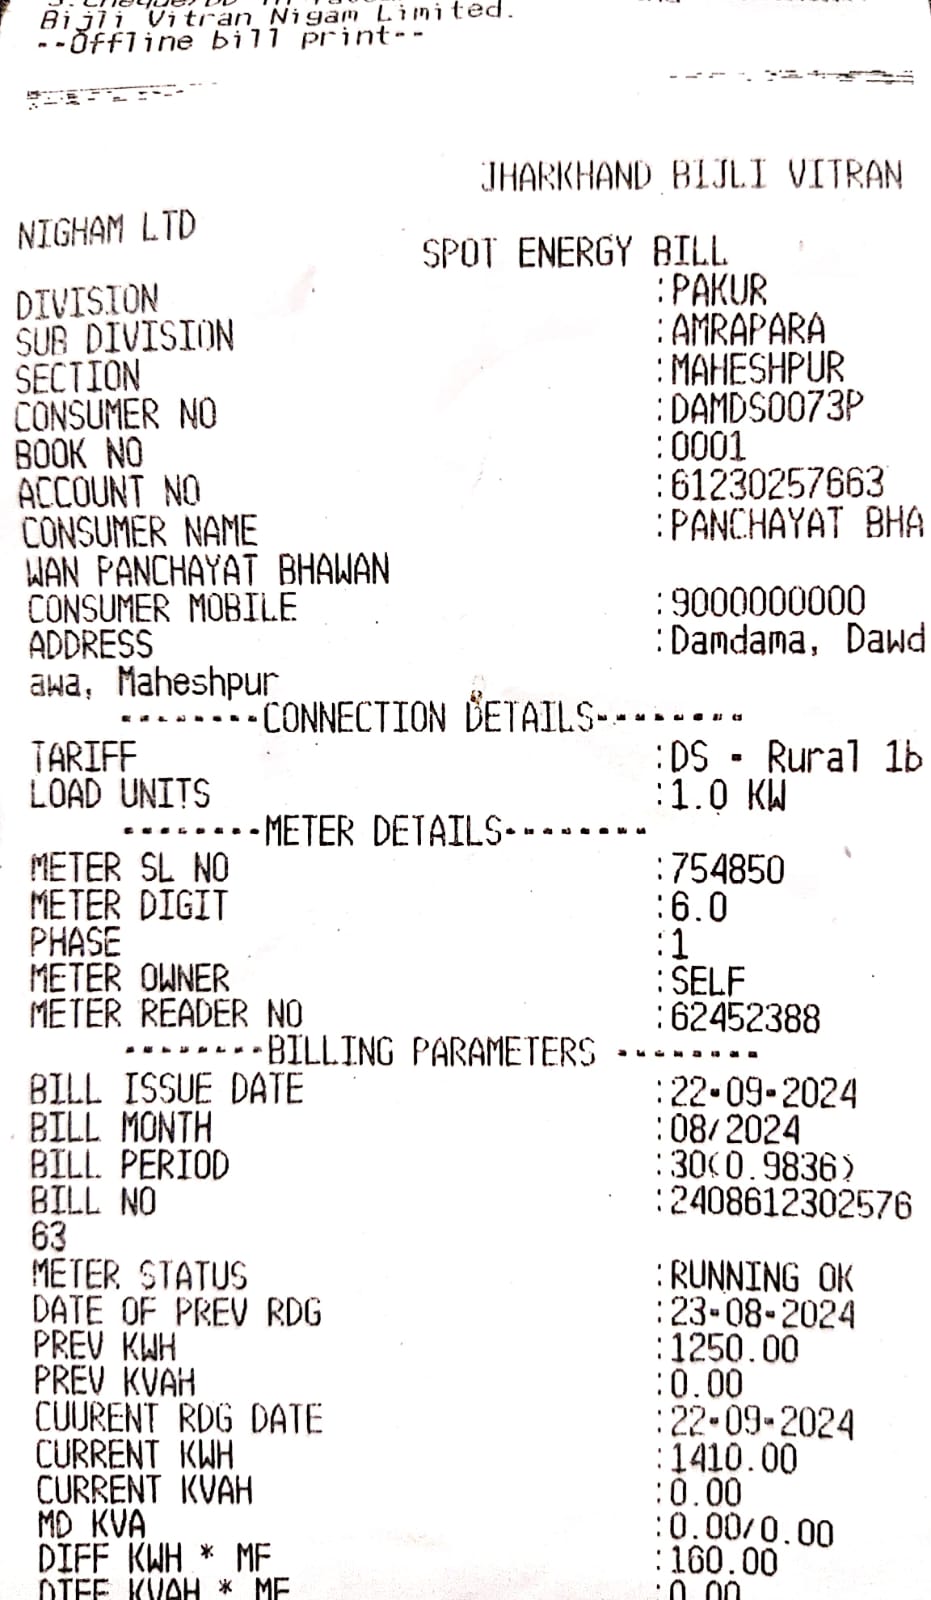 Bijli Vitran Nigam Limited.
--Offline bill print--
JHARKHAND BIJLI VITRAN
NIGHAM LTD
SPOT ENERGY BILL
DIVISION :PAKUR
SUB DIVISION :AMRAPARA
SECTION :MAHESHPUR
CONSUMER NO :DAMDS0073P
BOOK NO :0001
ACCOUNT NO :61230257663
CONSUMER NAME :PANCHAYAT BHA
WAN PANCHAYAT BHAWAN
CONSUMER MOBILE :9000000000
ADDRESS :Damdama, Dawd
awa, Maheshpur
--------CONNECTION DETAILS--------
TARIFF :DS - Rural 1b
LOAD UNITS :1.0 KW
--------METER DETAILS--------
METER SL NO :754850
METER DIGIT :6.0
PHASE :1
METER OWNER :SELF
METER READER NO :62452388
--------BILLING PARAMETERS --------
BILL ISSUE DATE :22-09-2024
BILL MONTH :08/2024
BILL PERIOD :30(0.9836)
BILL NO :2408612302576
63
METER STATUS :RUNNING OK
DATE OF PREV RDG :23-08-2024
PREV KWH :1250.00
PREV KVAH :0.00
CUURENT RDG DATE :22-09-2024
CURRENT KWH :1410.00
CURRENT KVAH :0.00
MD KVA :0.00/0.00
DIFF KWH * MF :160.00
DIFF KVAH * MF :0.00